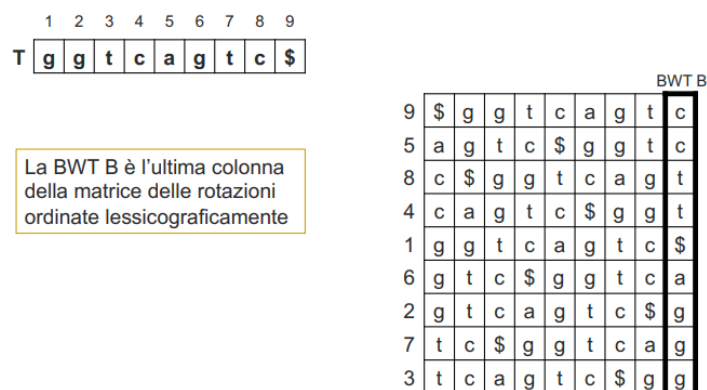 1 2 3 4 5 6 7 8 9
T g g t c a g t c $
La BWT B è l'ultima colonna
della matrice delle rotazioni
ordinate lessicograficamente
BWT B
9 $ g g t c a g t c
5 a g t c $ g g t c
8 c $ g g t c a g t
4 c a g t c $ g g t
1 g g t c a g t c $
6 g t c $ g g t c a
2 g t c a g t c $ g
7 t c $ g g t c a g
3 t c a g t c $ g g